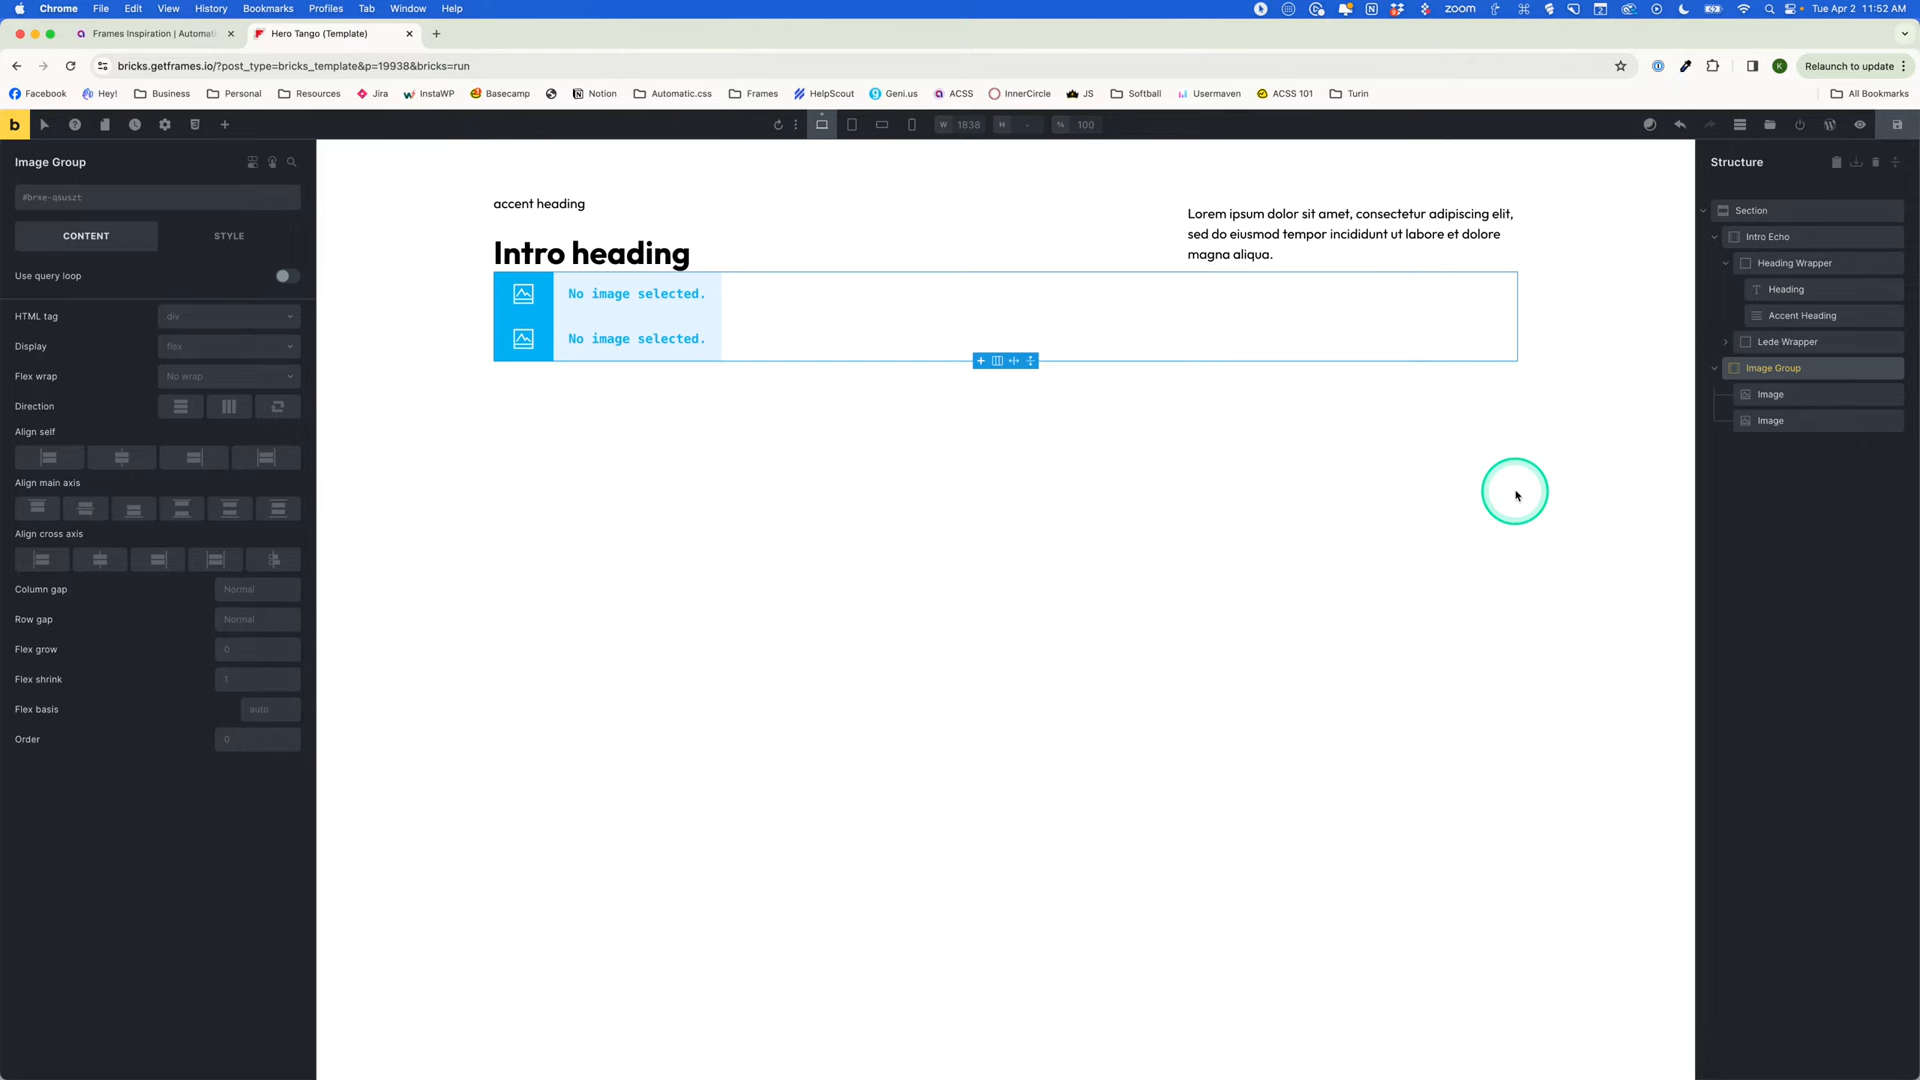 Chrome File Edit View History Bookmarks Profiles Tab Window Help zoom Tue Apr 2 11:52 AM
Frames Inspiration | Automati Hero Tango (Template)
bricks.getframes.io/?post_type=bricks_template&p=19938&bricks=run K Relaunch to update
Facebook Hey! Business Personal Resources Jira InstaWP Basecamp Notion Automatic.css Frames HelpScout Geni.us ACSS InnerCircle JS Softball Usermaven ACSS 101 Turin All Bookmarks
b W 1838 H - % 100
Image Group
#brxe-qsuszt
CONTENT STYLE
Use query loop
HTML tag div
Display flex
Flex wrap No wrap
Direction
Align self
Align main axis
Align cross axis
Column gap Normal
Row gap Normal
Flex grow 0
Flex shrink 1
Flex basis auto
Order 0
accent heading
Intro heading
Lorem ipsum dolor sit amet, consectetur adipiscing elit,
sed do eiusmod tempor incididunt ut labore et dolore
magna aliqua.
No image selected.
No image selected.
Structure
Section
Intro Echo
Heading Wrapper
Heading
Accent Heading
Lede Wrapper
Image Group
Image
Image